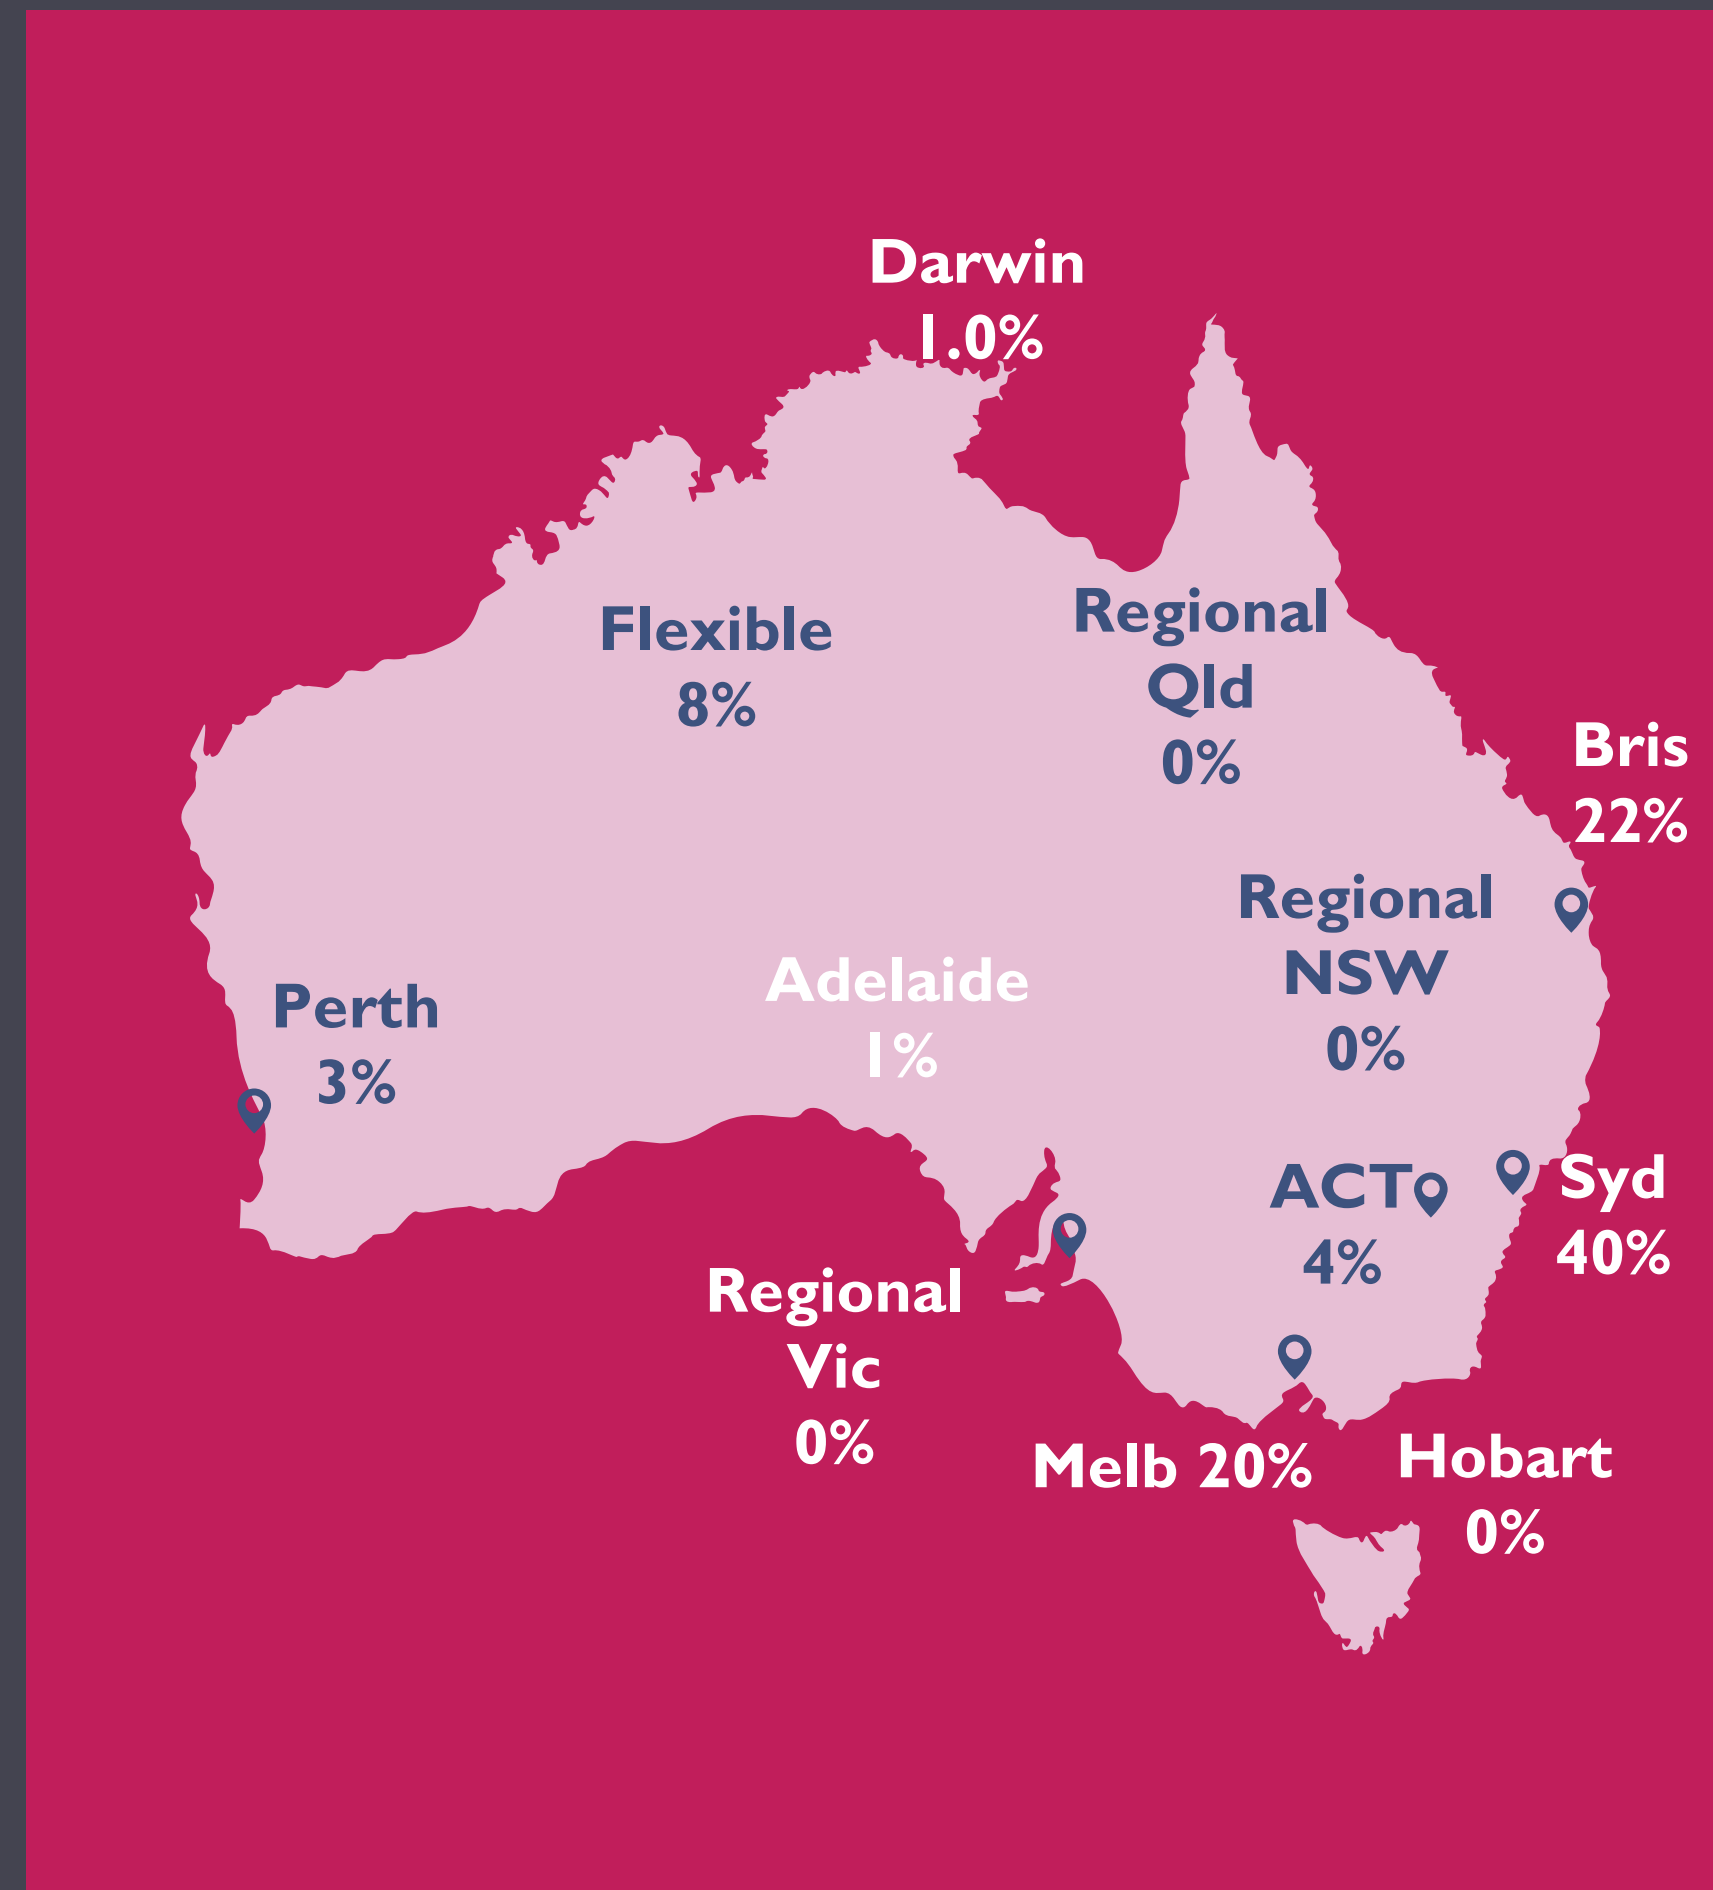 Darwin
1.0%
Flexible
8%
Regional
Qld
0%
Bris
22%
Regional
NSW
0%
Adelaide
1%
Perth
3%
ACT
4%
Syd
40%
Regional
Vic
0%
Melb 20%
Hobart
0%